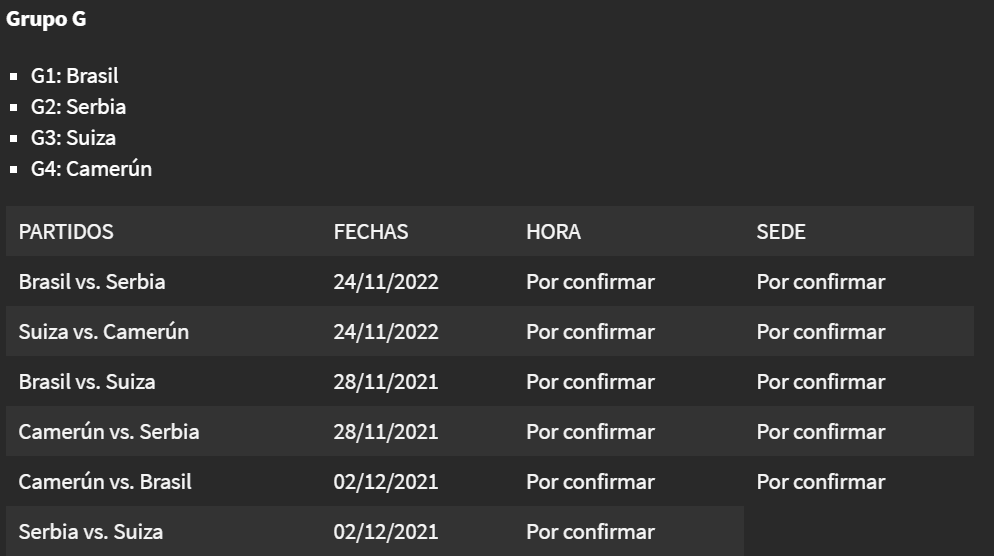 Grupo G
G1: Brasil
G2: Serbia
G3: Suiza
G4: Camerún
PARTIDOS FECHAS HORA SEDE
Brasil vs. Serbia 24/11/2022 Por confirmar Por confirmar
Suiza vs. Camerún 24/11/2022 Por confirmar Por confirmar
Brasil vs. Suiza 28/11/2021 Por confirmar Por confirmar
Camerún vs. Serbia 28/11/2021 Por confirmar Por confirmar
Camerún vs. Brasil 02/12/2021 Por confirmar Por confirmar
Serbia vs. Suiza 02/12/2021 Por confirmar